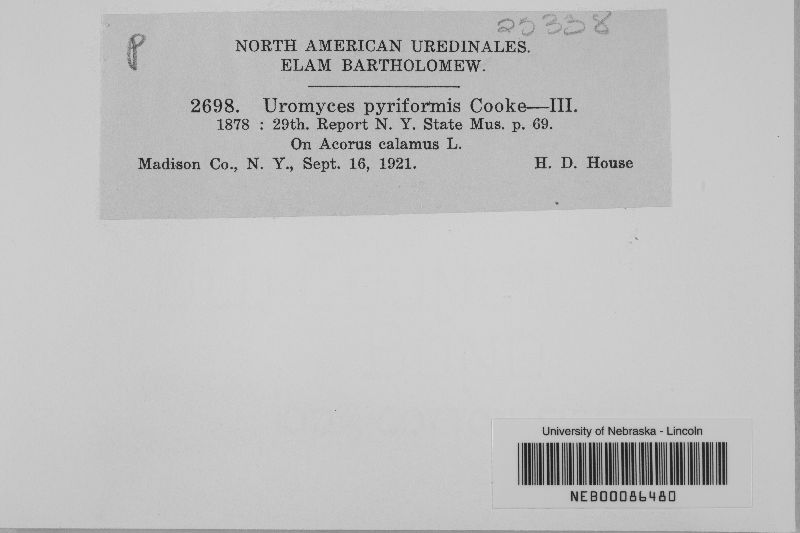 25338
P
NORTH AMERICAN UREDINALES.
ELAM BARTHOLOMEW.
2698. Uromyces pyriformis Cooke—III.
1878 : 29th. Report N. Y. State Mus. p. 69.
On Acorus calamus L.
Madison Co., N. Y., Sept. 16, 1921. H. D. House
University of Nebraska - Lincoln
NEB00086480